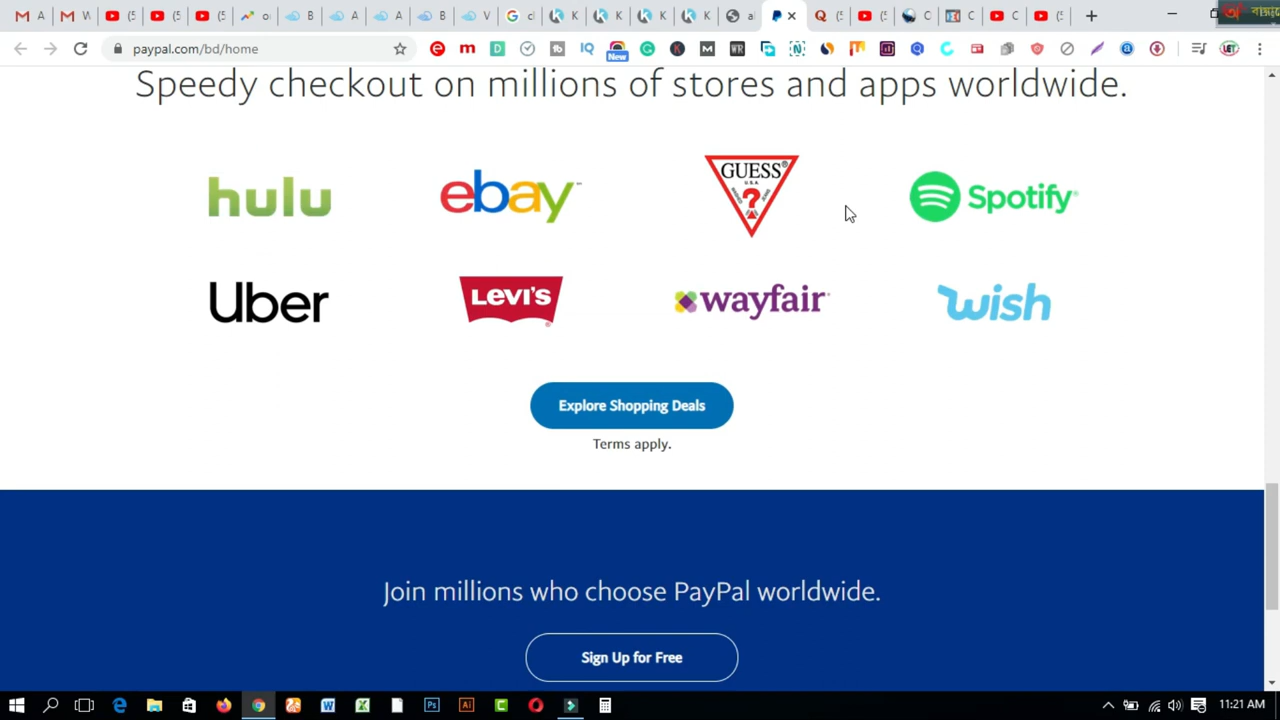 paypal.com/bd/home
New
Speedy checkout on millions of stores and apps worldwide.
hulu
ebay
GUESS
U.S.A.
?
Spotify
Uber
LEVI'S
wayfair
wish
Explore Shopping Deals
Terms apply.
Join millions who choose PayPal worldwide.
Sign Up for Free
11:21 AM